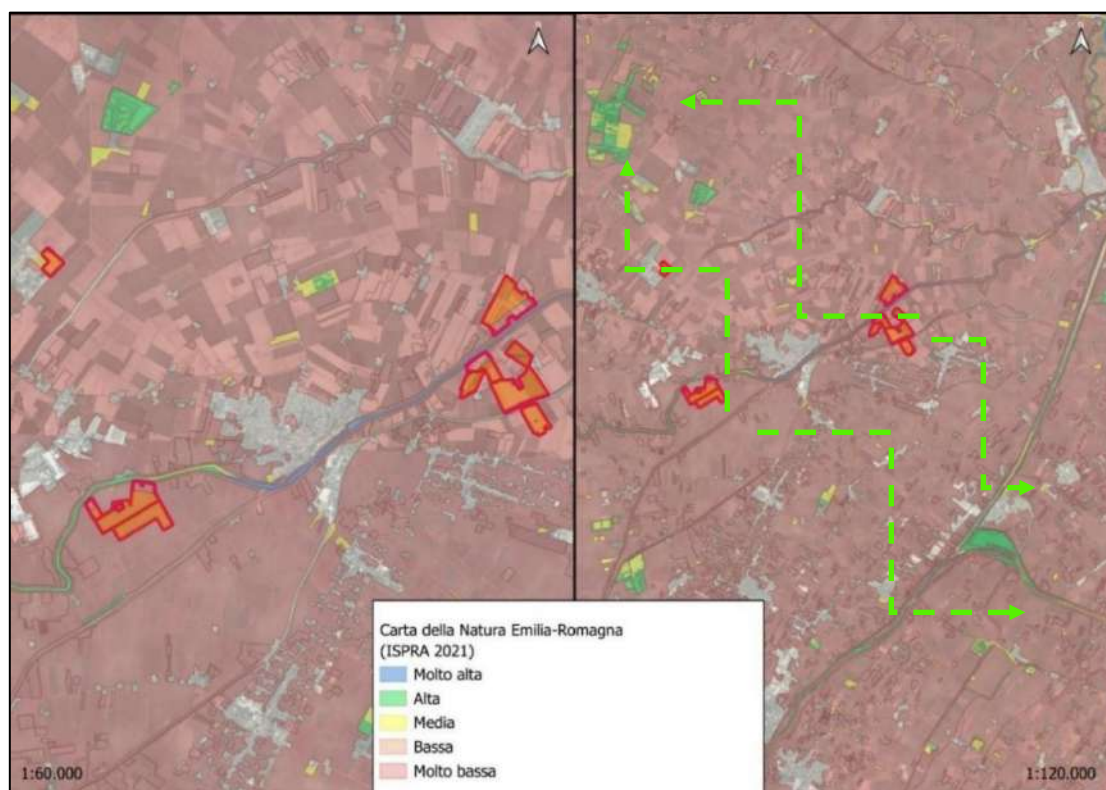 Carta della Natura Emilia-Romagna
(ISPRA 2021)
Molto alta
Alta
Media
Bassa
Molto bassa
1:60.000
1:120.000